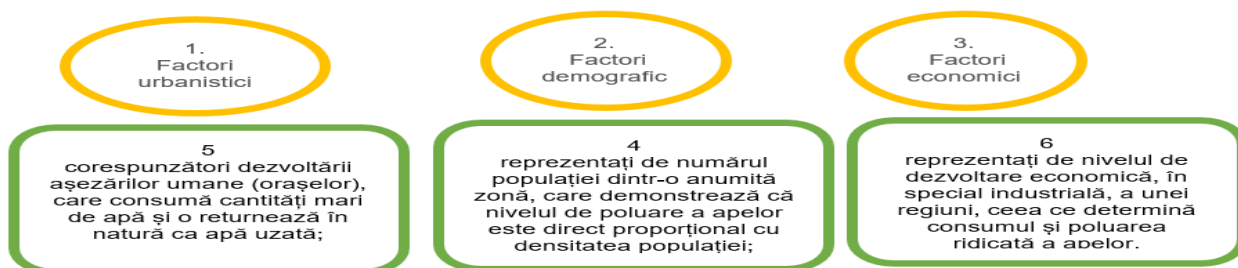 1.
Factori
urbanistici
2.
Factori
demografic
3.
Factori
economici
5
corespunzători dezvoltării
așezărilor umane (orașelor),
care consumă cantități mari
de apă și o returnează în
natură ca apă uzată;
4
reprezentați de numărul
populației dintr-o anumită
zonă, care demonstrează că
nivelul de poluare a apelor
este direct proporțional cu
densitatea populației;
6
reprezentați de nivelul de
dezvoltare economică, în
special industrială, a unei
regiuni, ceea ce determină
consumul și poluarea
ridicată a apelor.